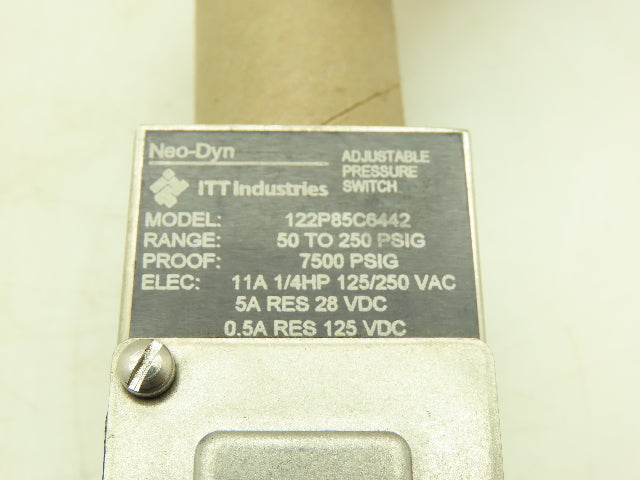 Neo-Dyn
ADJUSTABLE
PRESSURE
SWITCH
ITT Industries
MODEL: 122P85C6442
RANGE: 50 TO 250 PSIG
PROOF: 7500 PSIG
ELEC: 11A 1/4HP 125/250 VAC
5A RES 28 VDC
0.5A RES 125 VDC